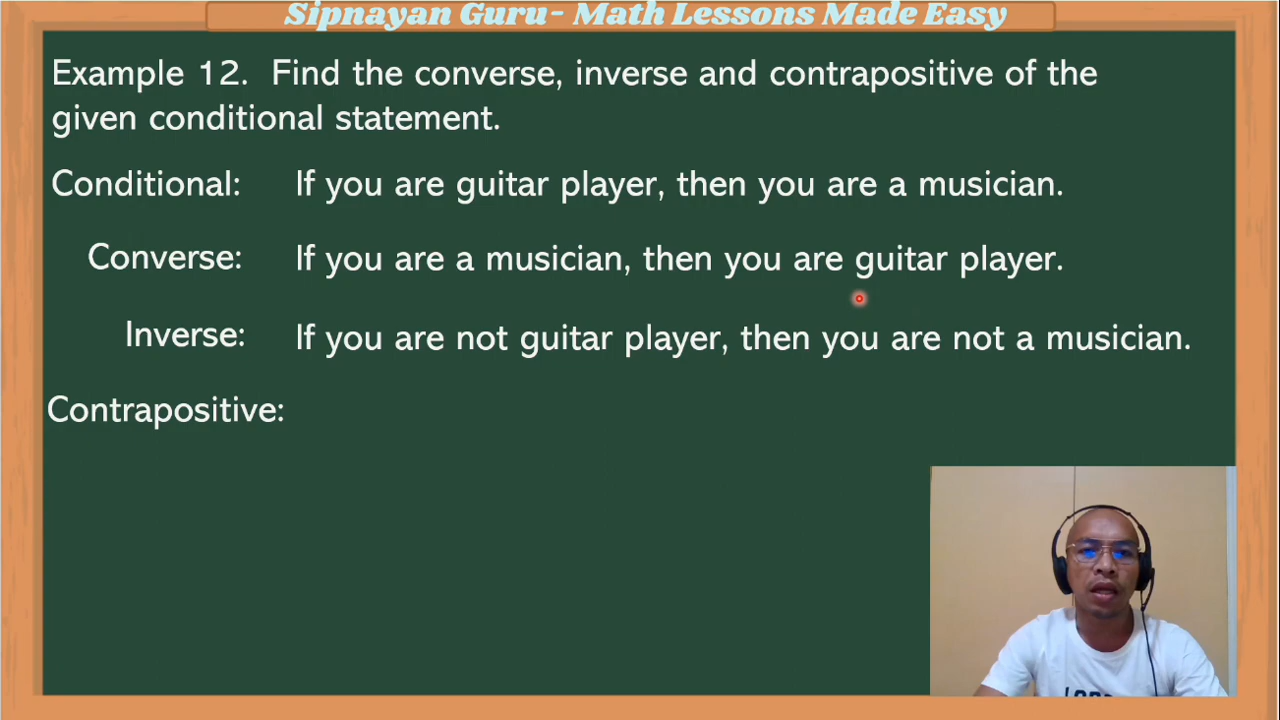 Sipnayan Guru- Math Lessons Made Easy
Example 12. Find the converse, inverse and contrapositive of the
given conditional statement.
Conditional: If you are guitar player, then you are a musician.
Converse: If you are a musician, then you are guitar player.
Inverse: If you are not guitar player, then you are not a musician.
Contrapositive: